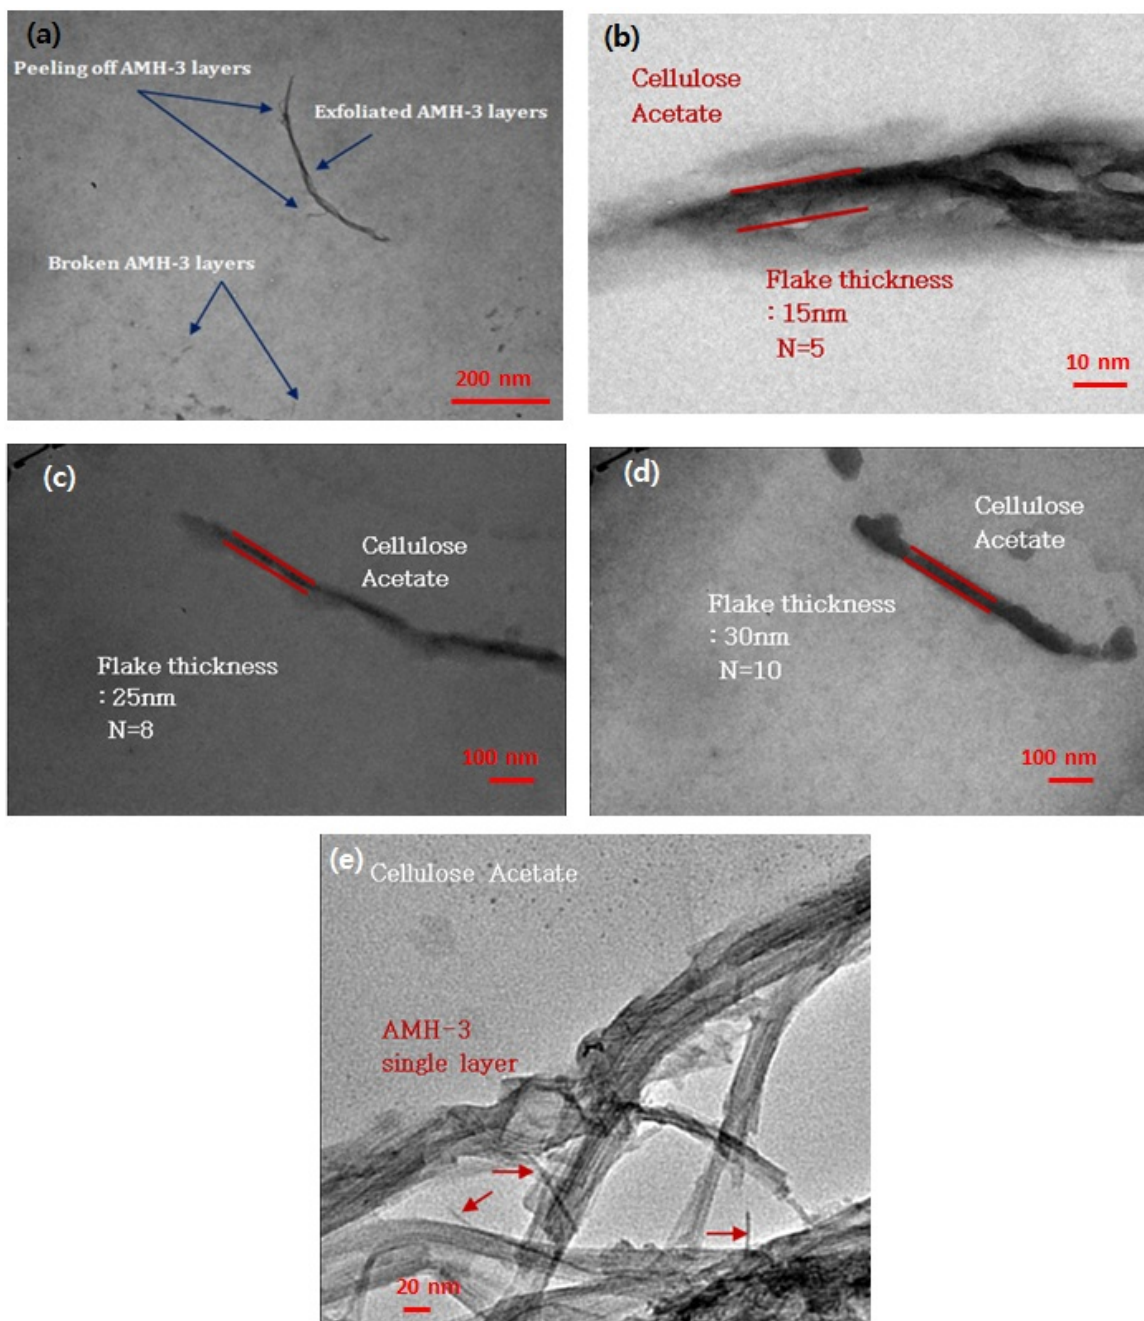 (a)
Peeling off AMH-3 layers
Exfoliated AMH-3 layers
Broken AMH-3 layers
200 nm
(b)
Cellulose
Acetate
Flake thickness
: 15nm
N=5
10 nm
(c)
Cellulose
Acetate
Flake thickness
: 25nm
N=8
100 nm
(d)
Cellulose
Acetate
Flake thickness
: 30nm
N=10
100 nm
(e)
Cellulose Acetate
AMH-3
single layer
20 nm